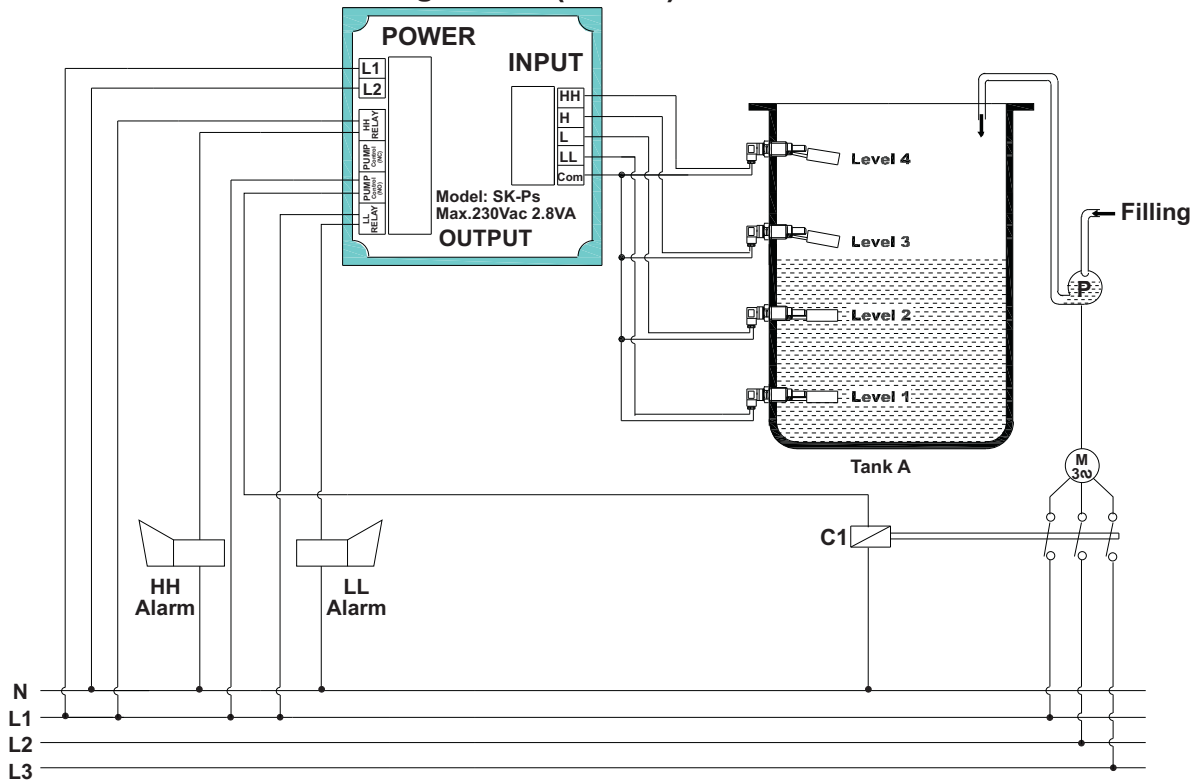 POWER
INPUT
L1
L2
HH
RELAY
PUMP
Control
(NC)
PUMP
Control
(NO)
LL
RELAY
HH
H
L
LL
Com
Model: SK-Ps
Max.230Vac 2.8VA
OUTPUT
Level 4
Level 3
Level 2
Level 1
Tank A
Filling
P
M
3~
C1
HH
Alarm
LL
Alarm
N
L1
L2
L3